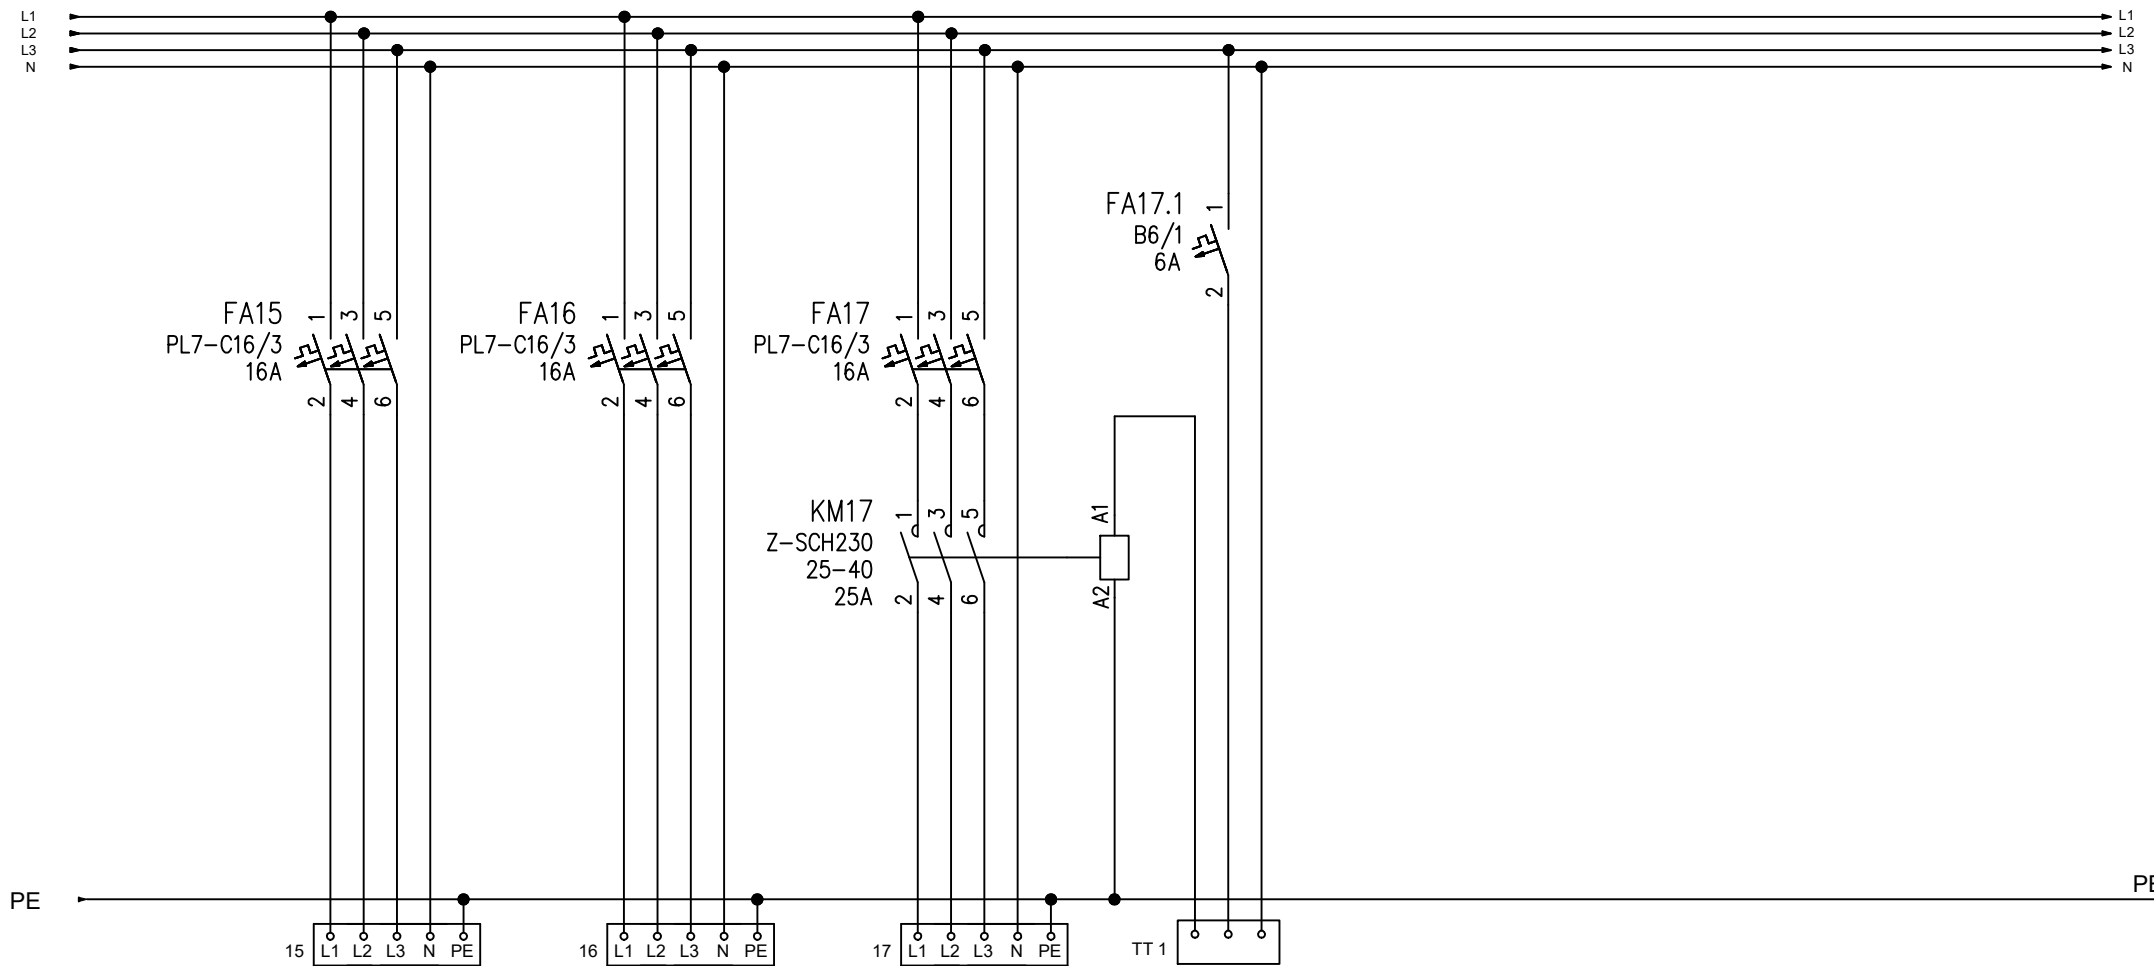 L1 L1
L2 L2
L3 L3
N N
FA17.1 1
B6/1
6A
2
FA15 1 3 5
PL7-C16/3
16A
2 4 6
FA16 1 3 5
PL7-C16/3
16A
2 4 6
FA17 1 3 5
PL7-C16/3
16A
2 4 6
KM17 1 3 5
Z-SCH230
25-40
25A 2 4 6
A1
A2
PE PE
15 L1 L2 L3 N PE
16 L1 L2 L3 N PE
17 L1 L2 L3 N PE
TT 1